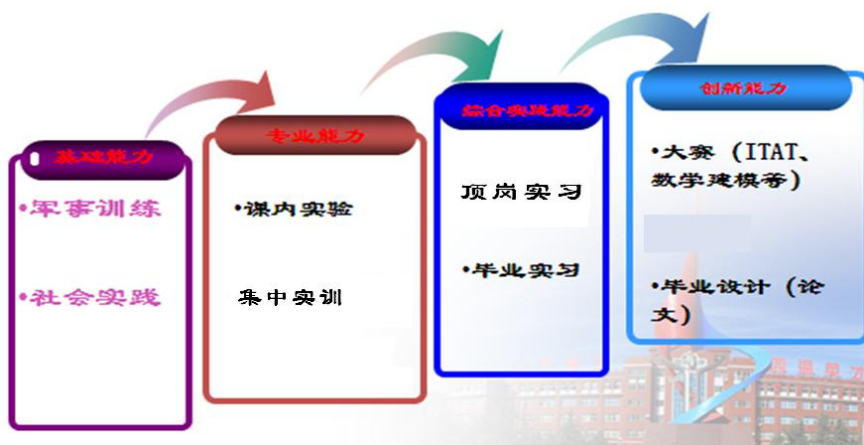 基础能力
•军事训练
•社会实践
专业能力
•课内实验
集中实训
综合实践能力
顶岗实习
•毕业实习
创新能力
•大赛（ITAT、
数学建模等）
•毕业设计（论
文）